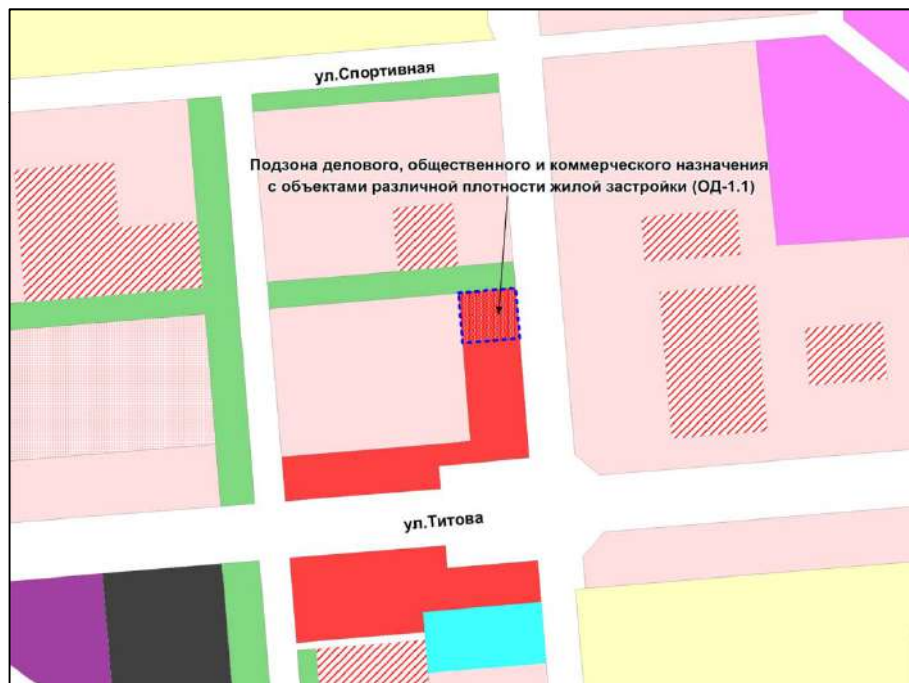 ул.Спортивная
Подзона делового, общественного и коммерческого назначения
с объектами различной плотности жилой застройки (ОД-1.1)
ул.Титова